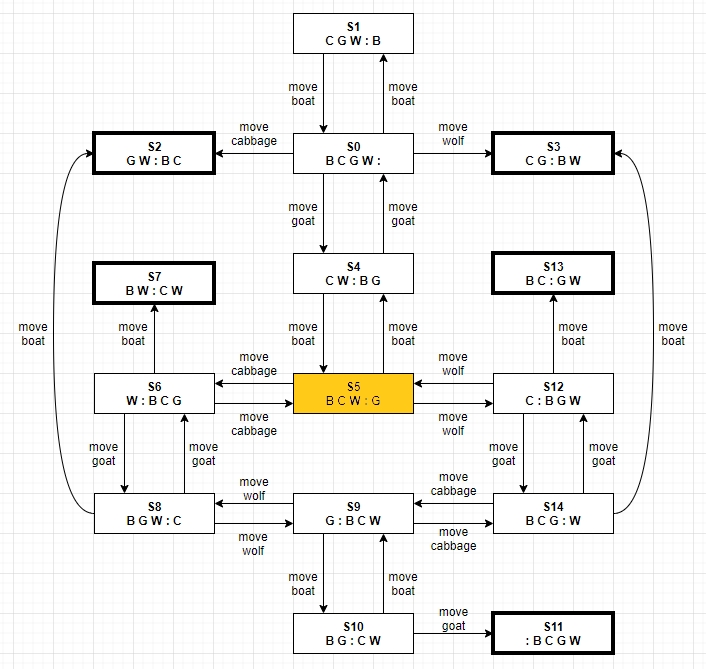 S1
C G W : B
move
boat
move
boat
move
cabbage
move
wolf
S2
G W : B C
S0
B C G W :
S3
C G : B W
move
goat
move
goat
S7
B W : C W
S4
C W : B G
S13
B C : G W
move
boat
move
boat
move
boat
move
boat
move
boat
move
boat
move
cabbage
move
wolf
S6
W : B C G
S5
B C W : G
S12
C : B G W
move
cabbage
move
wolf
move
goat
move
goat
move
goat
move
goat
move
wolf
move
cabbage
S8
B G W : C
S9
G : B C W
S14
B C G : W
move
wolf
move
cabbage
move
boat
move
boat
move
goat
S10
B G : C W
S11
: B C G W